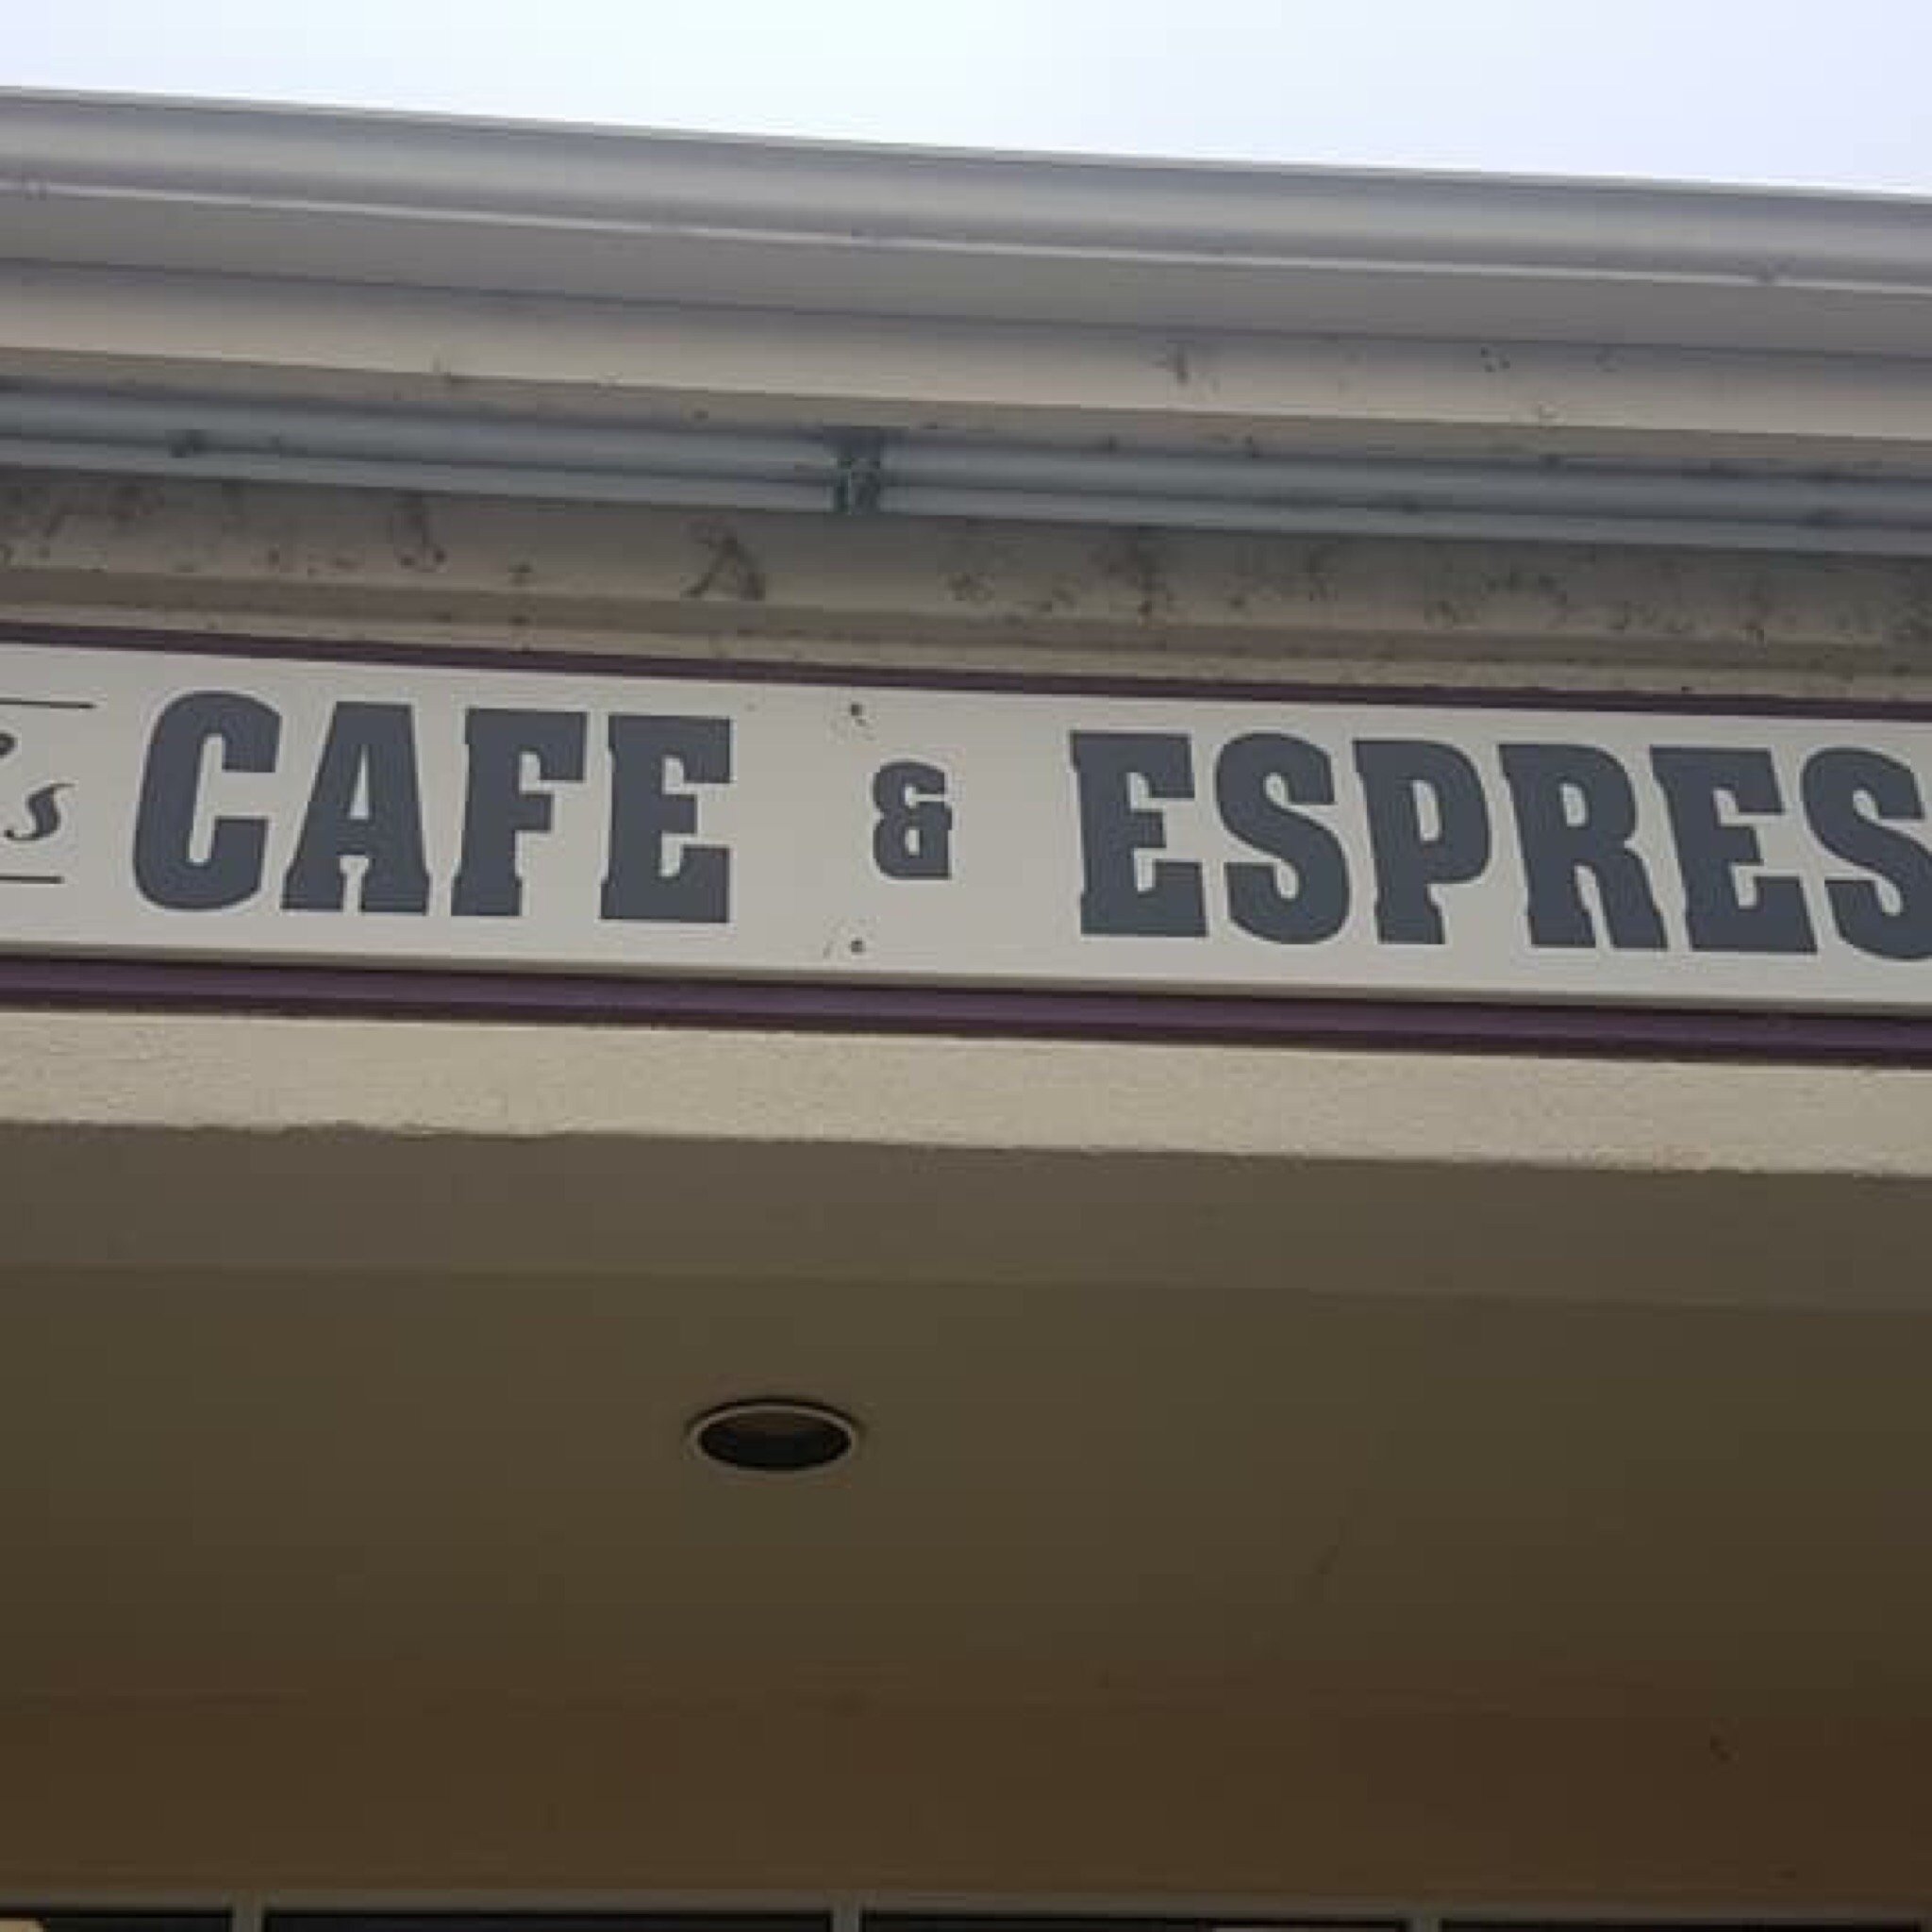 's CAFE & ESPRES